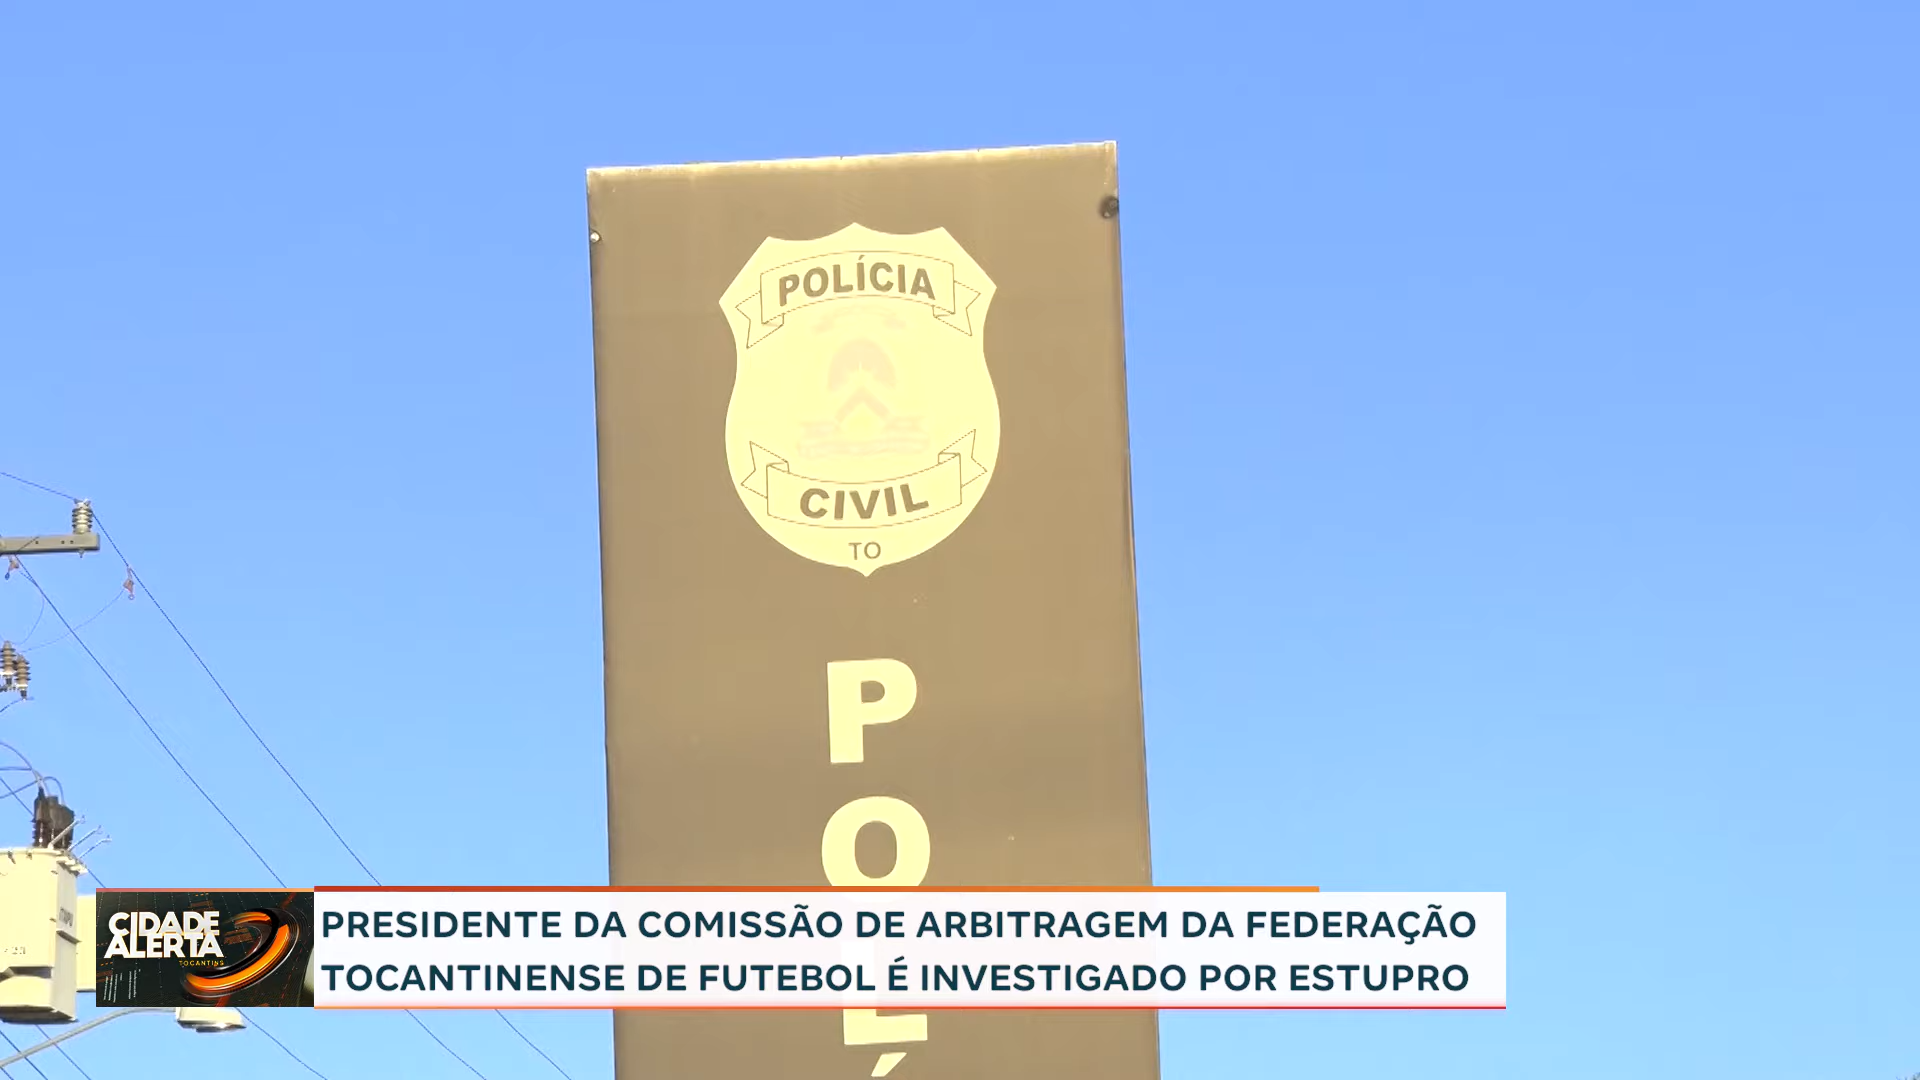 POLÍCIA
CIVIL
TO
P
O
L
CIDADE
ALERTA
TOCANTINS
PRESIDENTE DA COMISSÃO DE ARBITRAGEM DA FEDERAÇÃO
TOCANTINENSE DE FUTEBOL É INVESTIGADO POR ESTUPRO